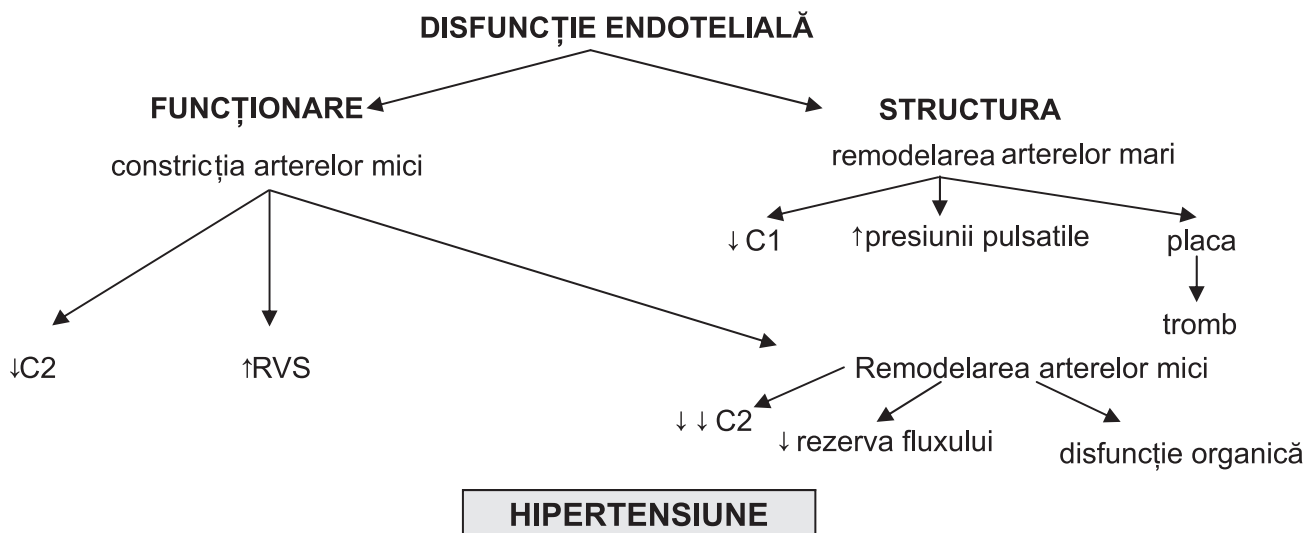 DISFUNCȚIE ENDOTELIALĂ
FUNCȚIONARE
STRUCTURA
constricția arterelor mici
remodelarea arterelor mari
↓C1
↑presiunii pulsatile
placa
tromb
↓C2
↑RVS
Remodelarea arterelor mici
↓↓C2
↓rezerva fluxului
disfuncție organică
HIPERTENSIUNE